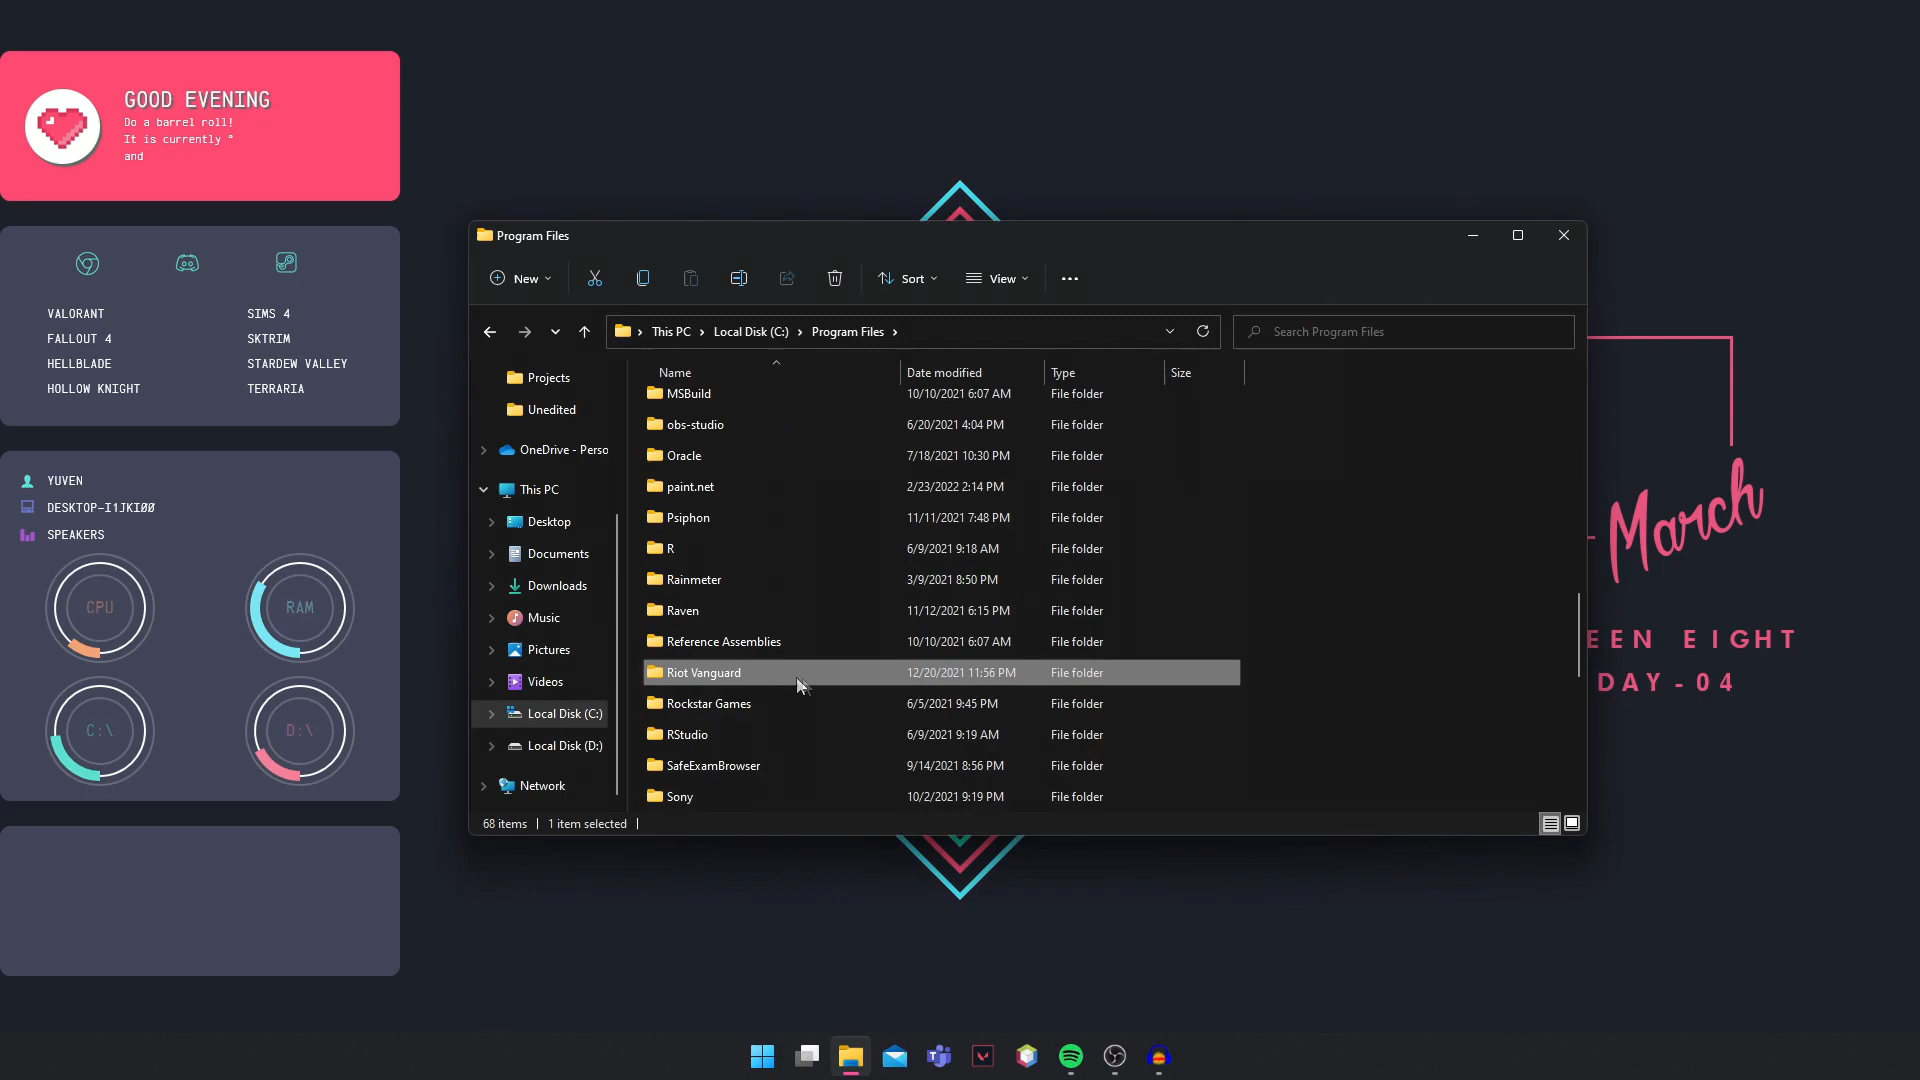 GOOD EVENING
Do a barrel roll!
It is currently °
and
VALORANT
SIMS 4
FALLOUT 4
SKTRIM
HELLBLADE
STARDEW VALLEY
HOLLOW KNIGHT
TERRARIA
YUVEN
DESKTOP-I1JKI00
SPEAKERS
CPU
RAM
C:\
D:\
Program Files
New
Sort
View
This PC > Local Disk (C:) > Program Files >
Search Program Files
Projects
Unedited
OneDrive - Perso
This PC
Desktop
Documents
Downloads
Music
Pictures
Videos
Local Disk (C:)
Local Disk (D:)
Network
Name Date modified Type Size
MSBuild 10/10/2021 6:07 AM File folder
obs-studio 6/20/2021 4:04 PM File folder
Oracle 7/18/2021 10:30 PM File folder
paint.net 2/23/2022 2:14 PM File folder
Psiphon 11/11/2021 7:48 PM File folder
R 6/9/2021 9:18 AM File folder
Rainmeter 3/9/2021 8:50 PM File folder
Raven 11/12/2021 6:15 PM File folder
Reference Assemblies 10/10/2021 6:07 AM File folder
Riot Vanguard 12/20/2021 11:56 PM File folder
Rockstar Games 6/5/2021 9:45 PM File folder
RStudio 6/9/2021 9:19 AM File folder
SafeExamBrowser 9/14/2021 8:56 PM File folder
Sony 10/2/2021 9:19 PM File folder
68 items | 1 item selected |
March
EEN EIGHT
DAY-04